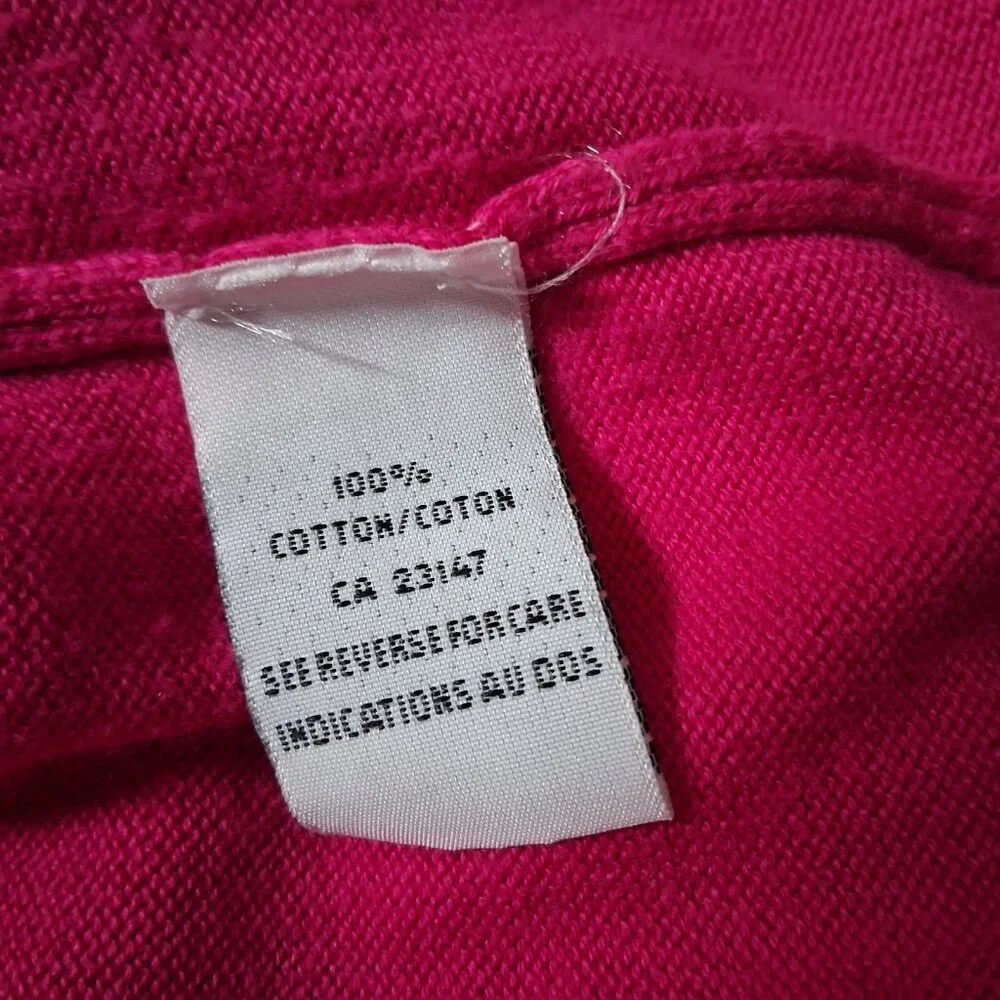 100%
COTTON/COTON
CA 23147
SEE REVERSE FOR CARE
INDICATIONS AU DOS